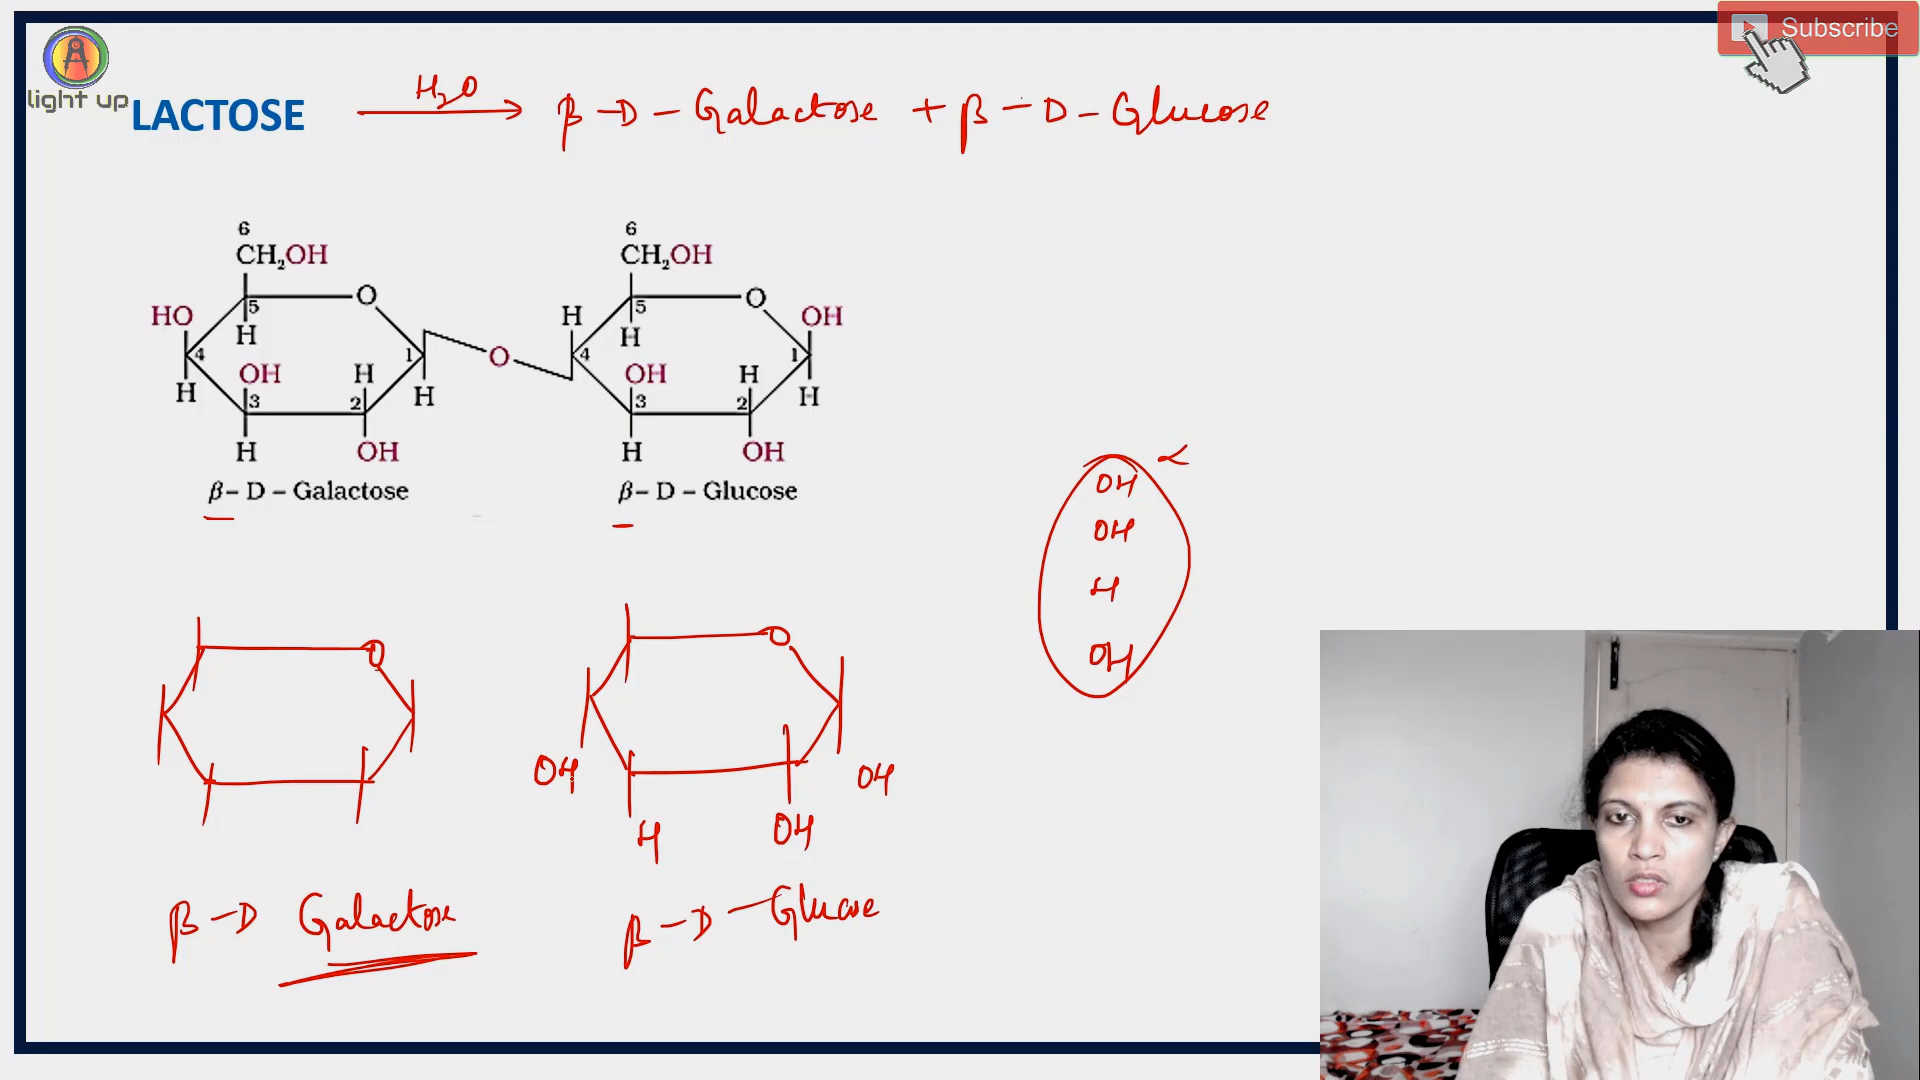 Subscribe
light up
LACTOSE H2O β-D-Galactose + β-D-Glucose
6 6
CH2OH CH2OH
HO 5 O H 5 O OH
H H
4 OH H 1 O 4 OH H 1
H 3 2 H 3 2 H
H OH H OH
β- D - Galactose β- D - Glucose
α
OH
OH
H
OH
O O
OH OH
H OH
β-D Galactose β-D-Glucose